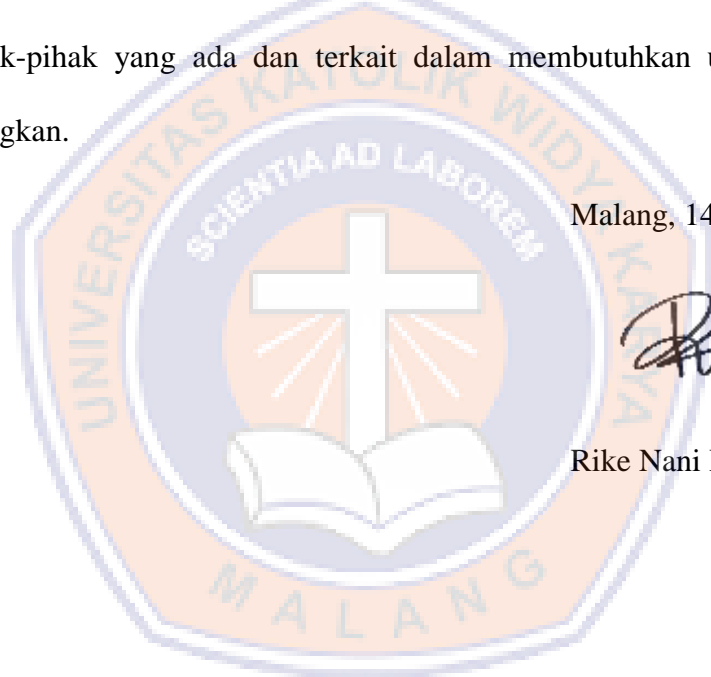 k-pihak yang ada dan terkait dalam membutuhkan u
gkan.
UNIVERSITAS KATOLIK WIDYA KARYA
SCIENTIA AD LABOREM
Malang, 14
Rike Nani
MALANG